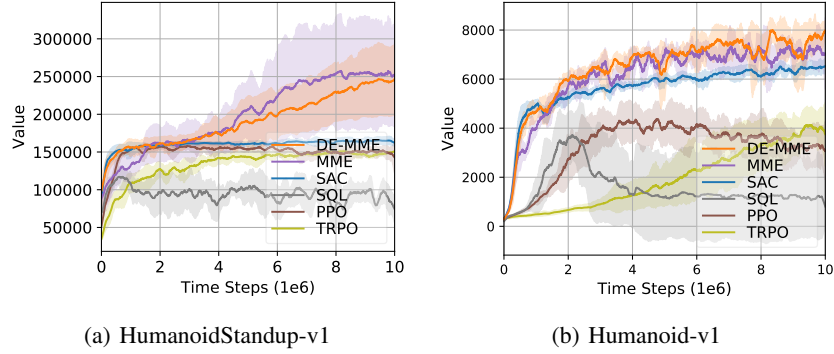 300000
250000
200000
150000
100000
50000
Value
DE-MME
MME
SAC
SQL
PPO
TRPO
0 2 4 6 8 10
Time Steps (1e6)
(a) HumanoidStandup-v1
8000
6000
4000
2000
0
Value
DE-MME
MME
SAC
SQL
PPO
TRPO
0 2 4 6 8 10
Time Steps (1e6)
(b) Humanoid-v1